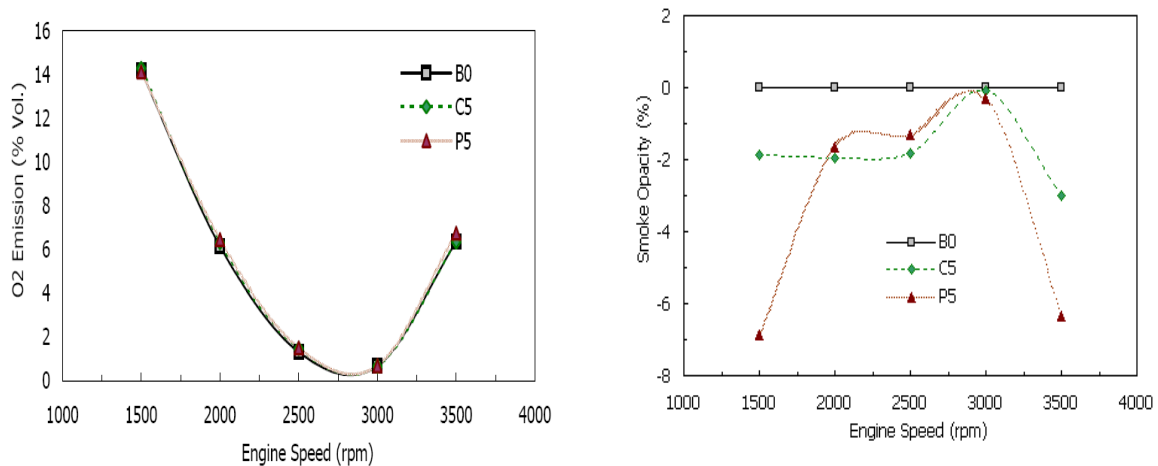 O2 Emission (% Vol.)
16
14
12
10
8
6
4
2
0
B0
C5
P5
1000 1500 2000 2500 3000 3500 4000
Engine Speed (rpm)
Smoke Opacity (%)
2
0
-2
-4
-6
-8
B0
C5
P5
1000 1500 2000 2500 3000 3500 4000
Engine Speed (rpm)